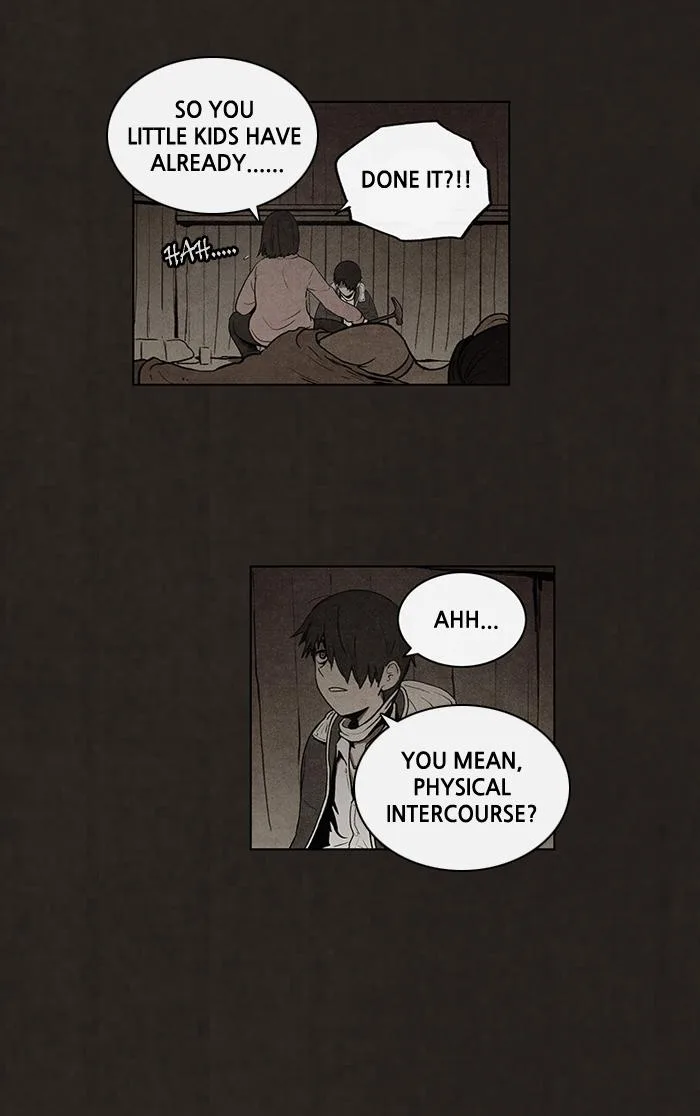 SO YOU
LITTLE KIDS HAVE
ALREADY......
DONE IT?!!
HAH.....
AHH...
YOU MEAN,
PHYSICAL
INTERCOURSE?